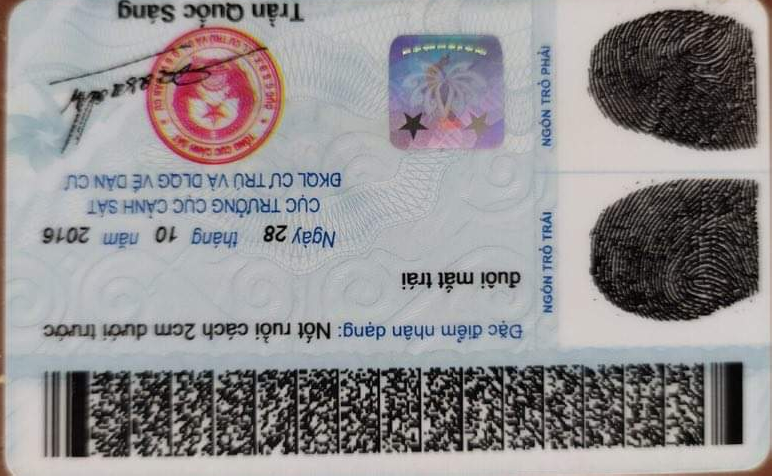 Đặc điểm nhận dạng: Nốt ruồi cách 2cm dưới trước
đuôi mắt trái
NGÓN TRỎ TRÁI
NGÓN TRỎ PHẢI
Ngày 28 tháng 10 năm 2016
CỤC TRƯỞNG CỤC CẢNH SÁT
ĐKQL CƯ TRÚ VÀ DLQG VỀ DÂN CƯ
Trần Quốc Sáng